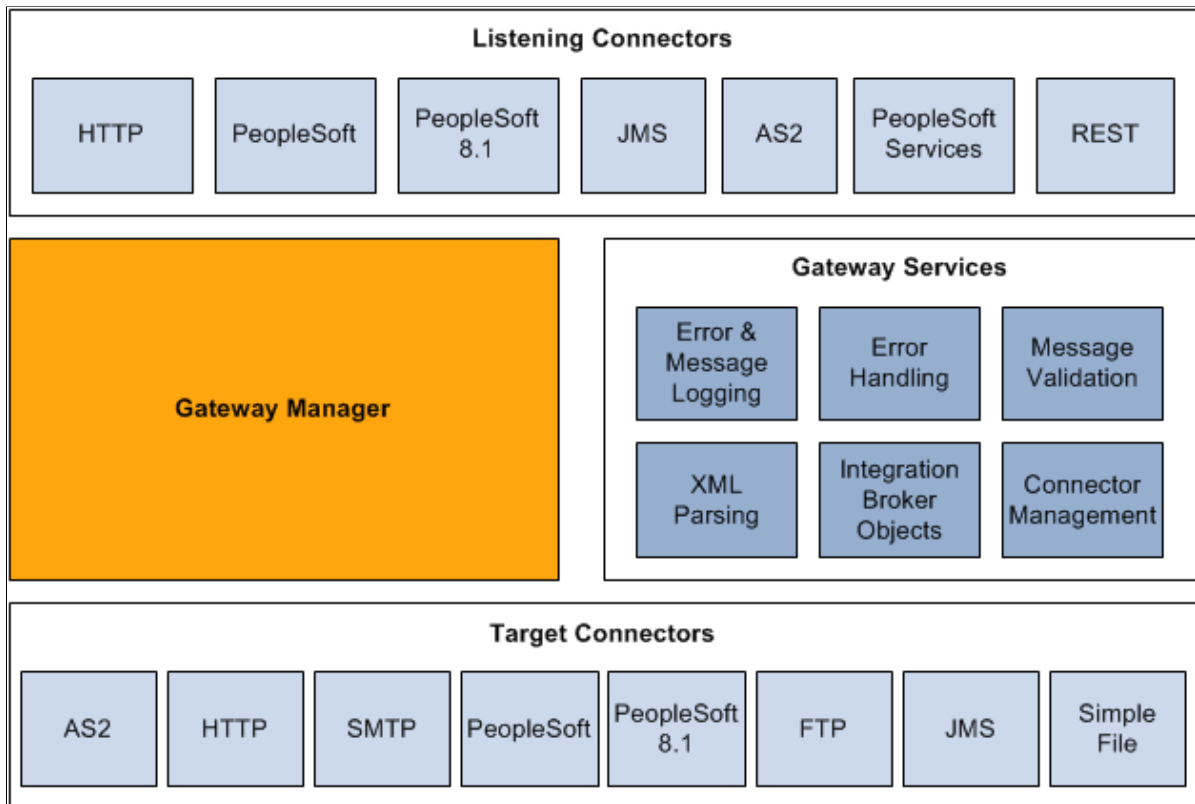 Listening Connectors
HTTP
PeopleSoft
PeopleSoft
8.1
JMS
AS2
PeopleSoft
Services
REST
Gateway Manager
Gateway Services
Error &
Message
Logging
Error
Handling
Message
Validation
XML
Parsing
Integration
Broker
Objects
Connector
Management
Target Connectors
AS2
HTTP
SMTP
PeopleSoft
PeopleSoft
8.1
FTP
JMS
Simple
File